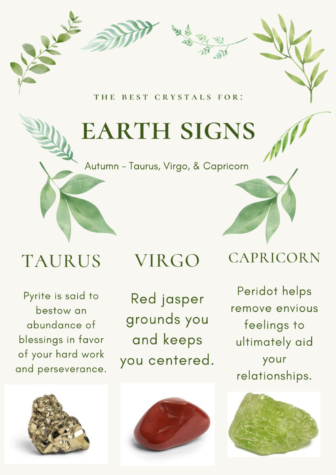 THE BEST CRYSTALS FOR:
EARTH SIGNS
Autumn - Taurus, Virgo, & Capricorn
TAURUS
Pyrite is said to
bestow an
abundance of
blessings in favor
of your hard work
and perseverance.
VIRGO
Red jasper
grounds you
and keeps
you centered.
CAPRICORN
Peridot helps
remove envious
feelings to
ultimately aid
your
relationships.